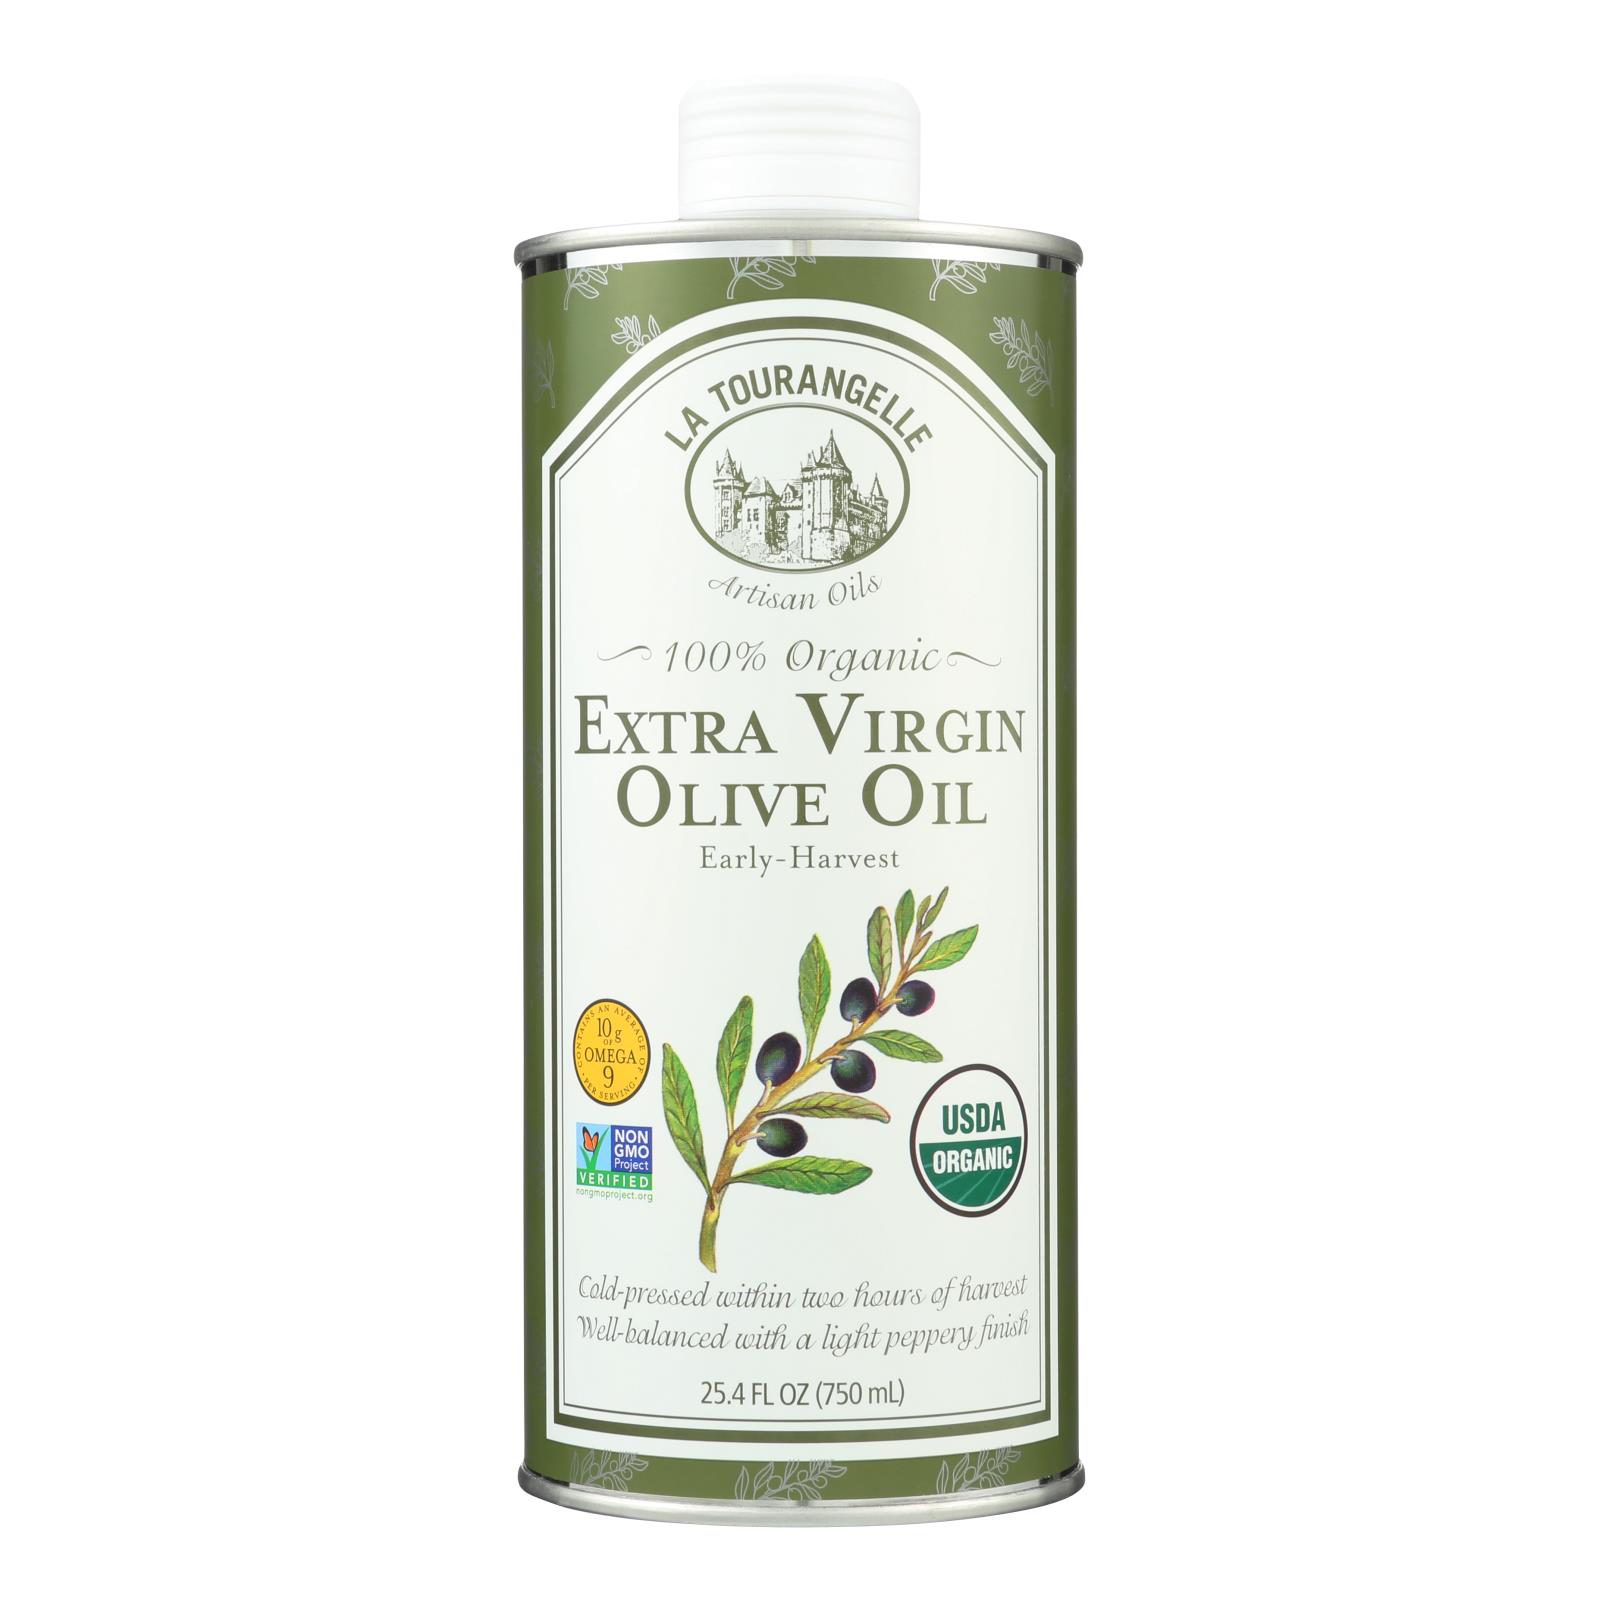 LA TOURANGELLE
Artisan Oils
100% Organic
EXTRA VIRGIN
OLIVE OIL
Early-Harvest
CONTAINS AN AVERAGE OF
10 g
OF
OMEGA
9
PER SERVING
NON
GMO
Project
VERIFIED
nongmoproject.org
USDA
ORGANIC
Cold-pressed within two hours of harvest
Well-balanced with a light peppery finish
25.4 FL OZ (750 mL)